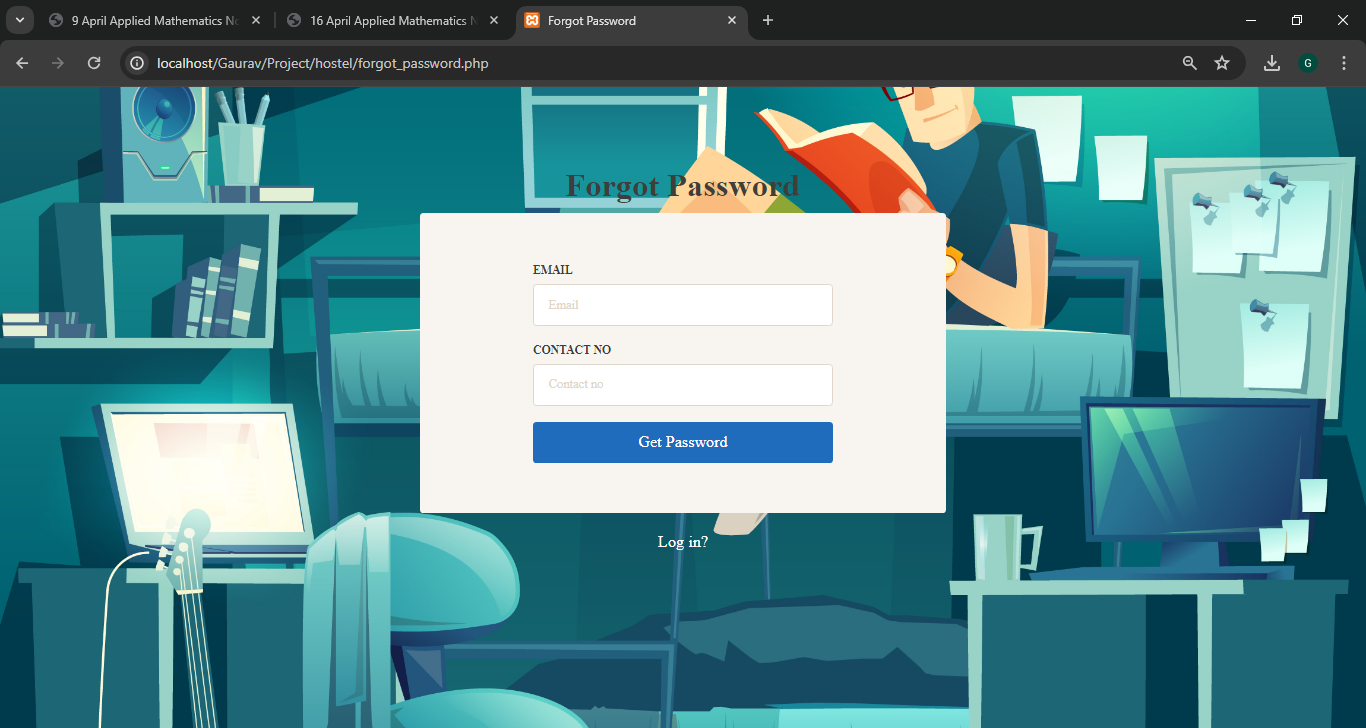 9 April Applied Mathematics No
16 April Applied Mathematics N
Forgot Password
localhost/Gaurav/Project/hostel/forgot_password.php
G
Forgot Password
EMAIL
Email
CONTACT NO
Contact no
Get Password
Log in?